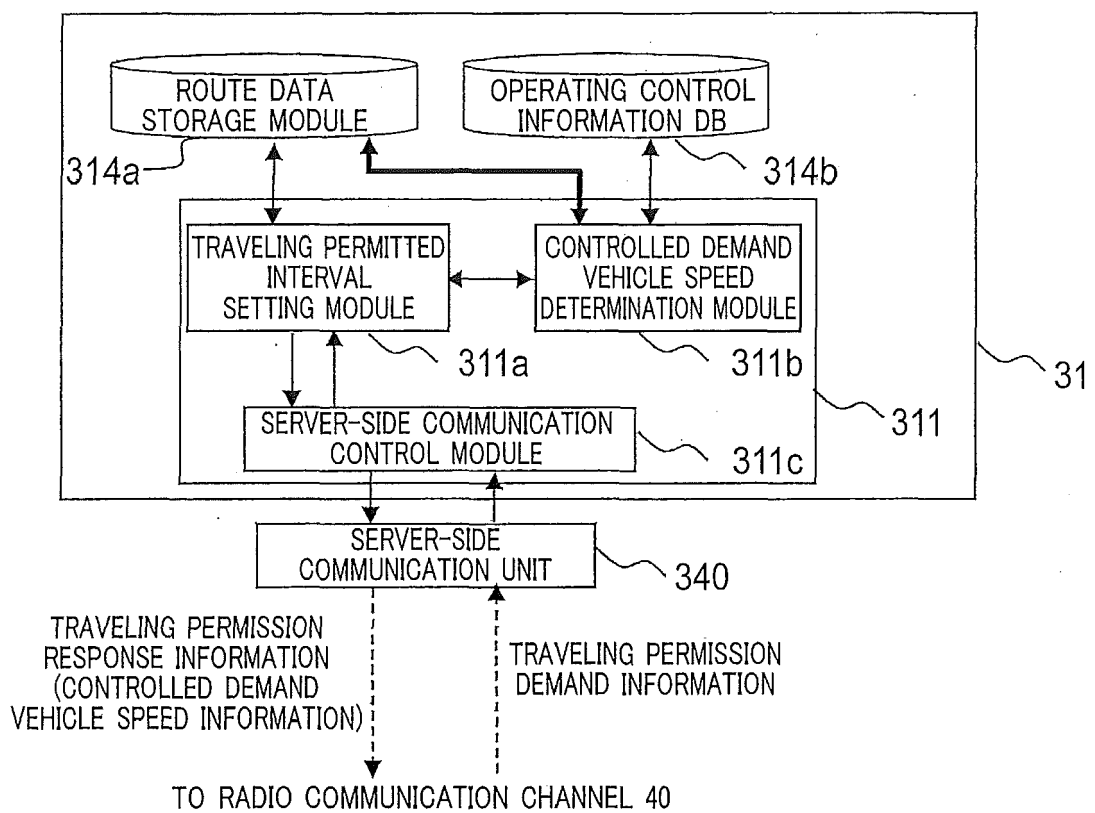 ROUTE DATA
STORAGE MODULE
OPERATING CONTROL
INFORMATION DB
314a
314b
TRAVELING PERMITTED
INTERVAL
SETTING MODULE
CONTROLLED DEMAND
VEHICLE SPEED
DETERMINATION MODULE
311a
311b
31
311
SERVER-SIDE COMMUNICATION
CONTROL MODULE
311c
SERVER-SIDE
COMMUNICATION UNIT
340
TRAVELING PERMISSION
RESPONSE INFORMATION
(CONTROLLED DEMAND
VEHICLE SPEED INFORMATION)
TRAVELING PERMISSION
DEMAND INFORMATION
TO RADIO COMMUNICATION CHANNEL 40